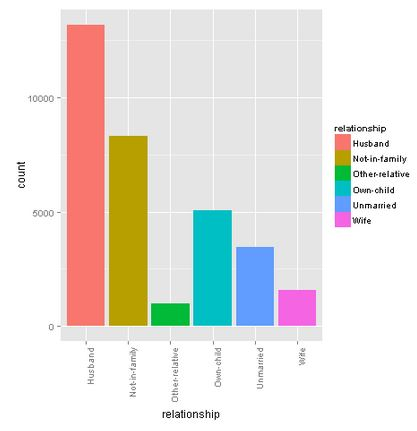 10000
5000
0
count
Husband
Not-in-family
Other-relative
Own-child
Unmarried
Wife
relationship
relationship
Husband
Not-in-family
Other-relative
Own-child
Unmarried
Wife